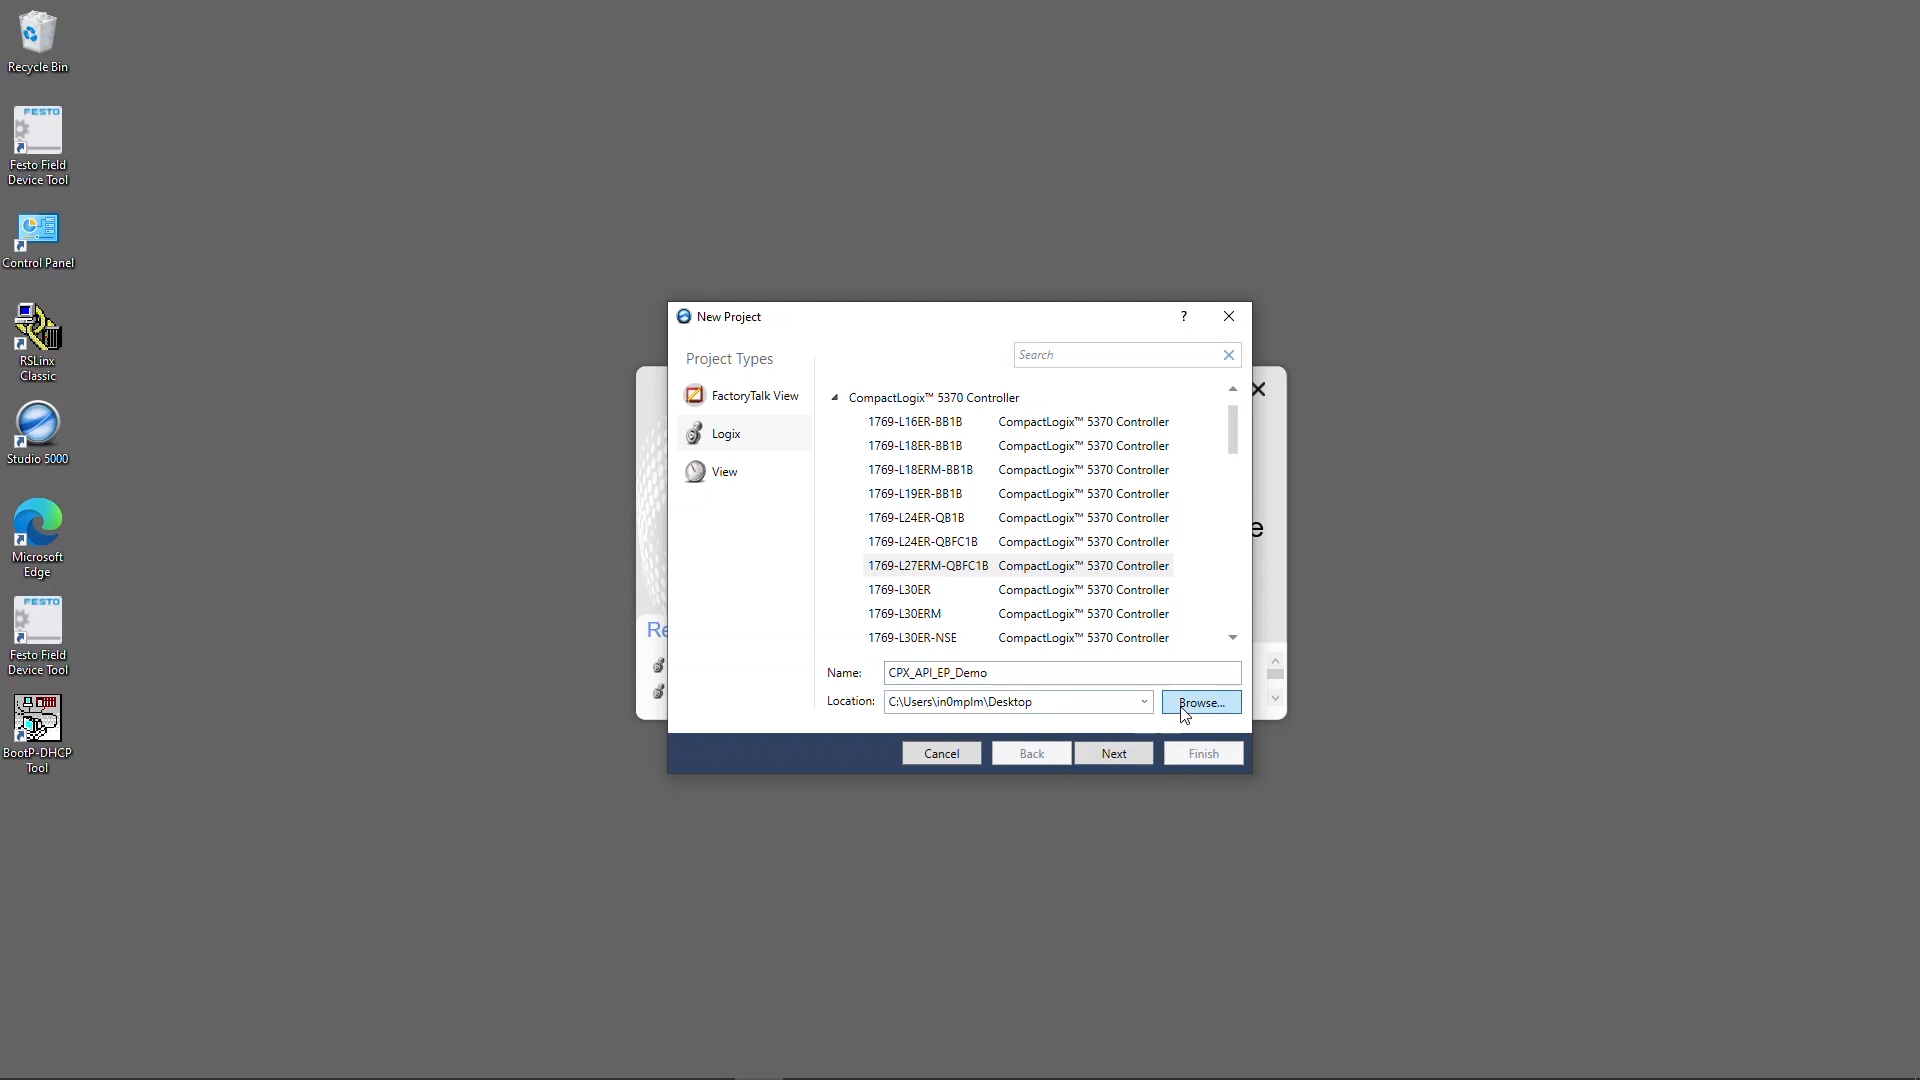 Recycle Bin
FESTO
Festo Field
Device Tool
Control Panel
RSLinx
Classic
Studio 5000
Microsoft
Edge
FESTO
Festo Field
Device Tool
BootP-DHCP
Tool
New Project
?
Project Types
Search
FactoryTalk View
Logix
View
CompactLogix™ 5370 Controller
1769-L16ER-BB1B CompactLogix™ 5370 Controller
1769-L18ER-BB1B CompactLogix™ 5370 Controller
1769-L18ERM-BB1B CompactLogix™ 5370 Controller
1769-L19ER-BB1B CompactLogix™ 5370 Controller
1769-L24ER-QB1B CompactLogix™ 5370 Controller
1769-L24ER-QBFC1B CompactLogix™ 5370 Controller
1769-L27ERM-QBFC1B CompactLogix™ 5370 Controller
1769-L30ER CompactLogix™ 5370 Controller
1769-L30ERM CompactLogix™ 5370 Controller
1769-L30ER-NSE CompactLogix™ 5370 Controller
Name: CPX_API_EP_Demo
Location: C:\Users\in0mplm\Desktop Browse...
Cancel Back Next Finish
Re
e